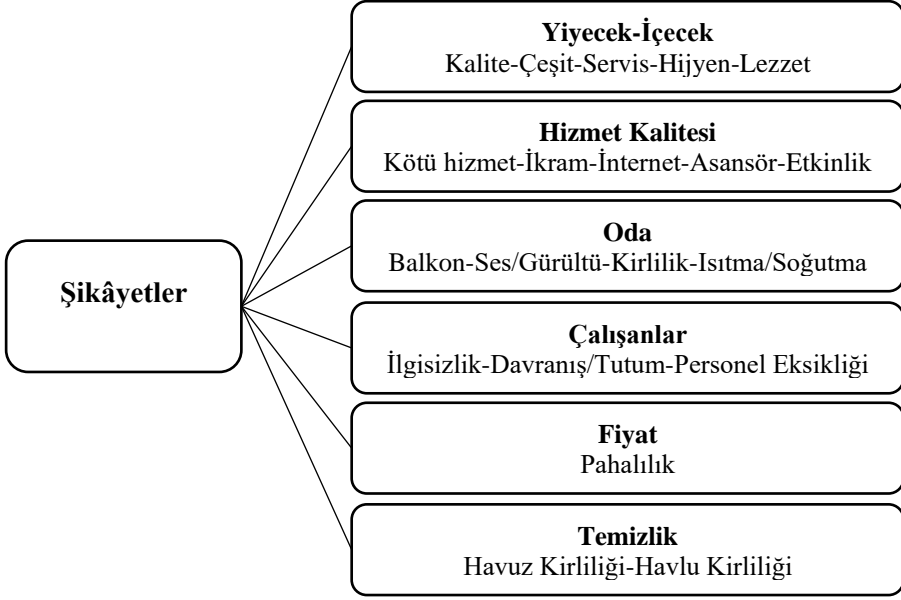 Şikâyetler
Yiyecek-İçecek
Kalite-Çeşit-Servis-Hijyen-Lezzet
Hizmet Kalitesi
Kötü hizmet-İkram-İnternet-Asansör-Etkinlik
Oda
Balkon-Ses/Gürültü-Kirlilik-Isıtma/Soğutma
Çalışanlar
İlgisizlik-Davranış/Tutum-Personel Eksikliği
Fiyat
Pahalılık
Temizlik
Havuz Kirliliği-Havlu Kirliliği